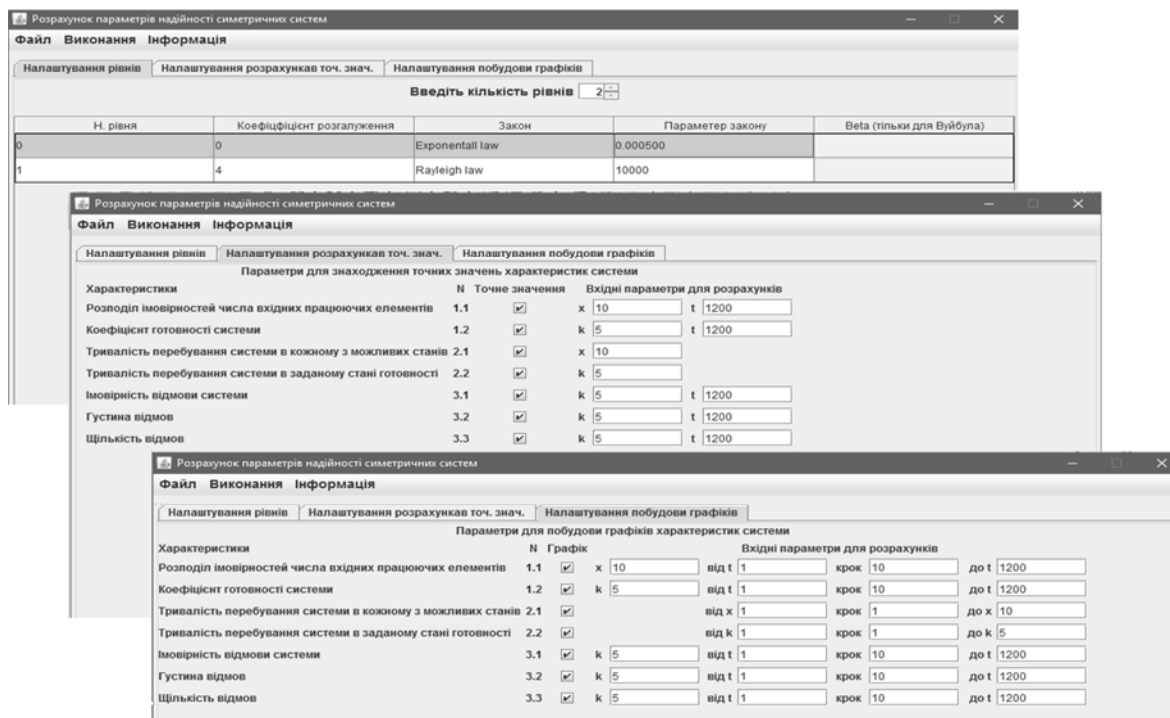 Розрахунок параметрів надійності симетричних систем
Файл Виконання Інформація
Налаштування рівнів Налаштування розрахункав точ. знач. Налаштування побудови графіків
Введіть кількість рівнів 2
Н. рівня Коефіцфіцієнт розгалуження Закон Параметер закону Beta (тільки для Вуйбула)
0 0 Exponentall law 0.000500
1 4 Rayleigh law 10000
Розрахунок параметрів надійності симетричних систем
Файл Виконання Інформація
Налаштування рівнів Налаштування розрахункав точ. знач. Налаштування побудови графіків
Параметри для знаходження точних значень характеристик системи
Характеристики N Точне значення Вхідні параметри для розрахунків
Розподіл імовірностей числа вхідних працюючих елементів 1.1 x 10 t 1200
Коефіцієнт готовності системи 1.2 k 5 t 1200
Тривалість перебування системи в кожному з можливих станів 2.1 x 10
Тривалість перебування системи в заданому стані готовності 2.2 k 5
Імовірність відмови системи 3.1 k 5 t 1200
Густина відмов 3.2 k 5 t 1200
Щількість відмов 3.3 k 5 t 1200
Розрахунок параметрів надійності симетричних систем
Файл Виконання Інформація
Налаштування рівнів Налаштування розрахункав точ. знач. Налаштування побудови графіків
Параметри для побудови графіків характеристик системи
Характеристики N Графік Вхідні параметри для розрахунків
Розподіл імовірностей числа вхідних працюючих елементів 1.1 x 10 від t 1 крок 10 до t 1200
Коефіцієнт готовності системи 1.2 k 5 від t 1 крок 10 до t 1200
Тривалість перебування системи в кожному з можливих станів 2.1 від x 1 крок 1 до x 10
Тривалість перебування системи в заданому стані готовності 2.2 від k 1 крок 1 до k 5
Імовірність відмови системи 3.1 k 5 від t 1 крок 10 до t 1200
Густина відмов 3.2 k 5 від t 1 крок 10 до t 1200
Щількість відмов 3.3 k 5 від t 1 крок 10 до t 1200